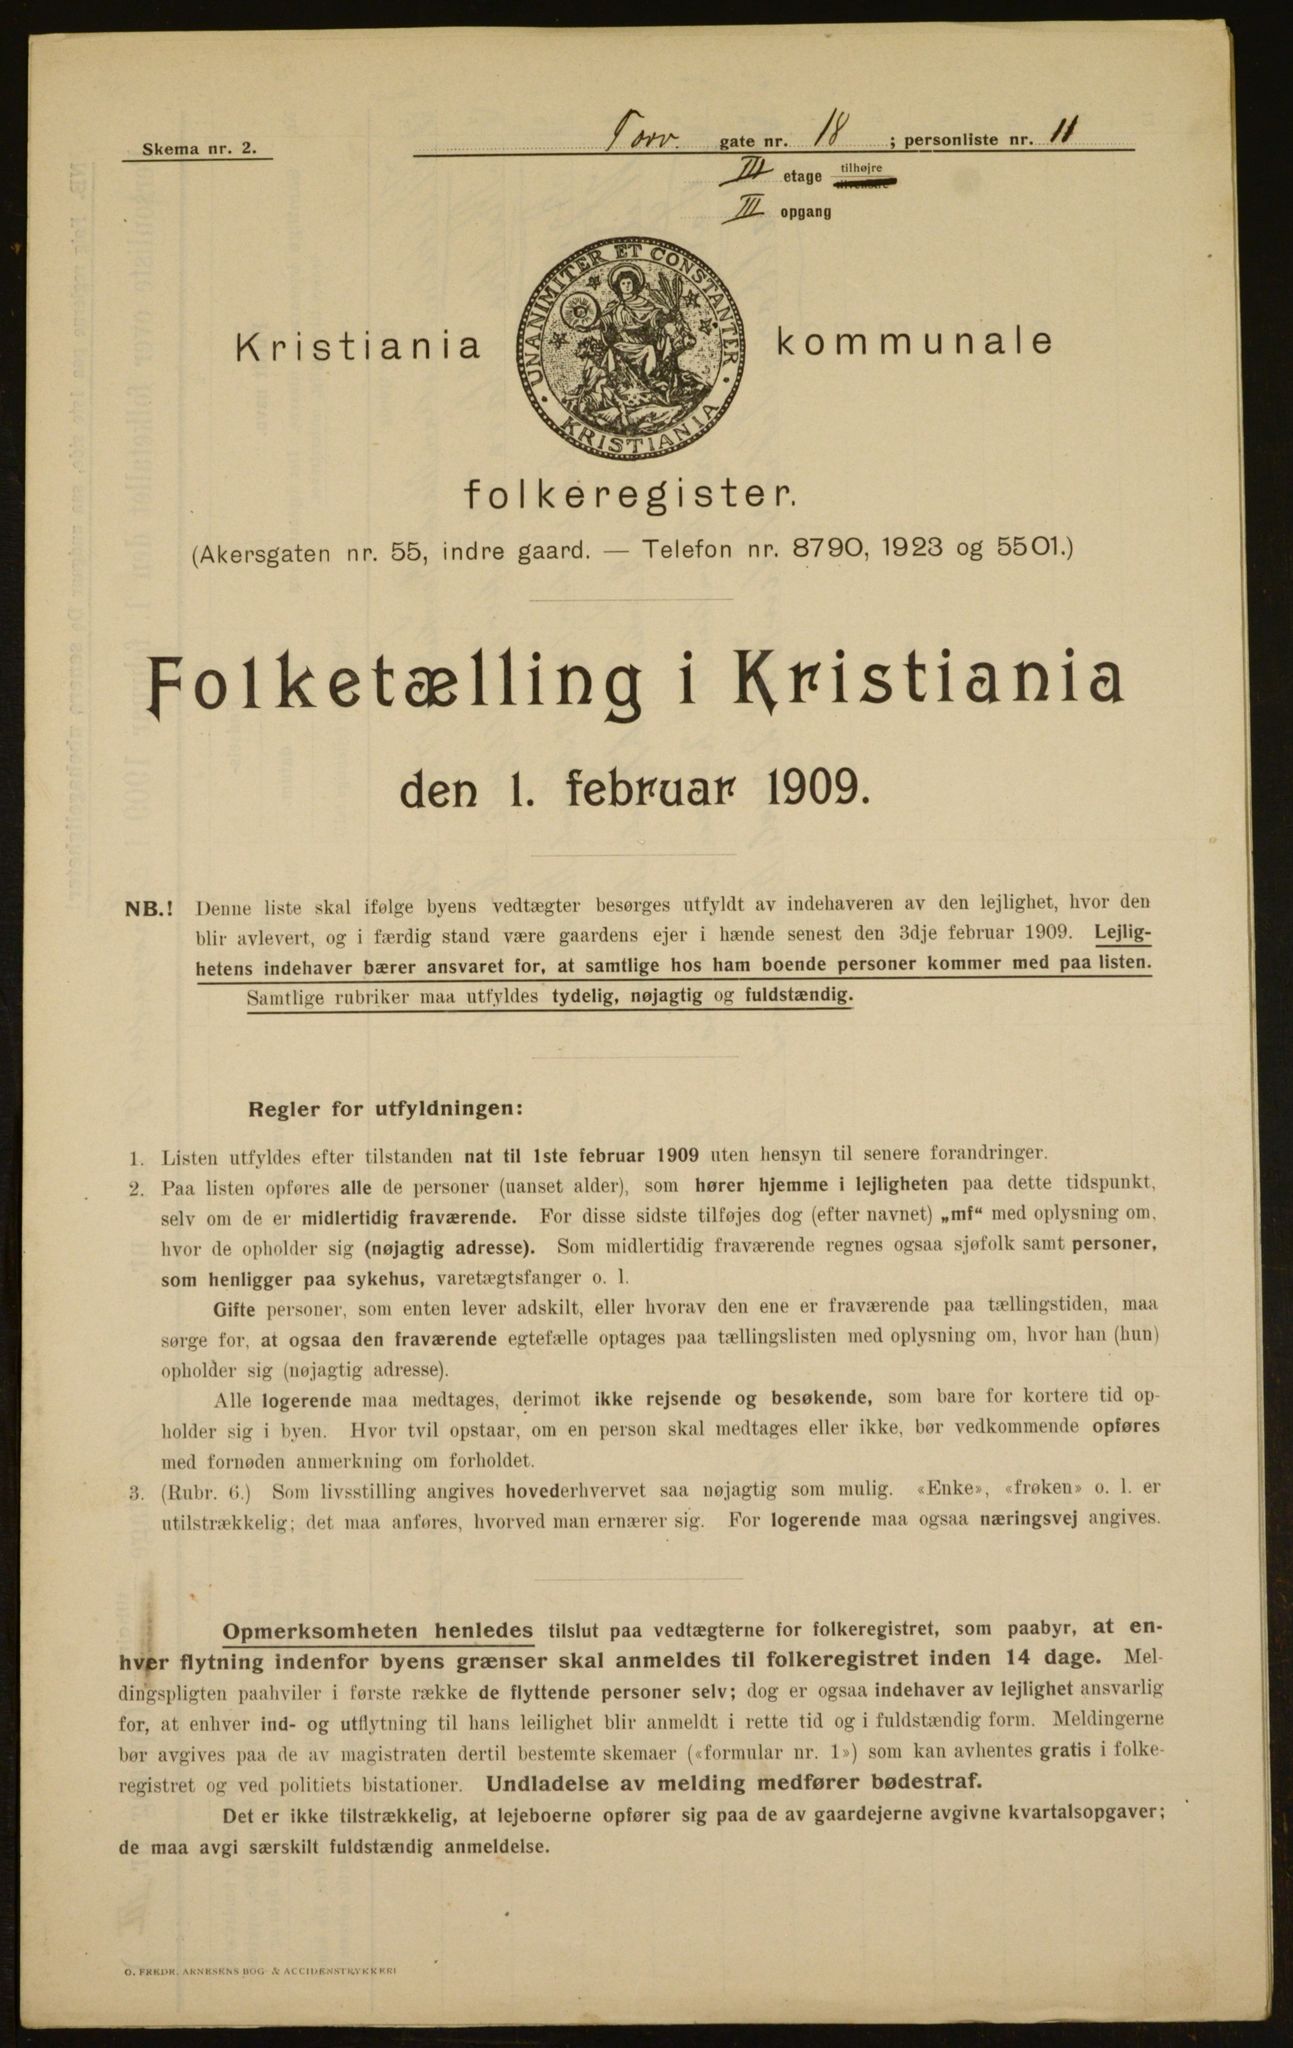 Skema nr. 2.
Torv. gate nr. 18 ; personliste nr. 11
III etage tilhøjre
III opgang
UNANIMITER ET CONSTANTER
KRISTIANIA
Kristiania kommunale
folkeregister.
(Akersgaten nr. 55, indre gaard. — Telefon nr. 8790, 1923 og 5501.)
Folketælling i Kristiania
den 1. februar 1909.
NB.! Denne liste skal ifølge byens vedtægter besørges utfyldt av indehaveren av den lejlighet, hvor den
blir avlevert, og i færdig stand være gaardens ejer i hænde senest den 3dje februar 1909. Lejlig-
hetens indehaver bærer ansvaret for, at samtlige hos ham boende personer kommer med paa listen.
Samtlige rubriker maa utfyldes tydelig, nøjagtig og fuldstændig.
Regler for utfyldningen:
1. Listen utfyldes efter tilstanden nat til 1ste februar 1909 uten hensyn til senere forandringer.
2. Paa listen opføres alle de personer (uanset alder), som hører hjemme i lejligheten paa dette tidspunkt,
selv om de er midlertidig fraværende. For disse sidste tilføjes dog (efter navnet) „mf“ med oplysning om,
hvor de opholder sig (nøjagtig adresse). Som midlertidig fraværende regnes ogsaa sjøfolk samt personer,
som henligger paa sykehus, varetægtsfanger o. l.
Gifte personer, som enten lever adskilt, eller hvorav den ene er fraværende paa tællingstiden, maa
sørge for, at ogsaa den fraværende egtefælle optages paa tællingslisten med oplysning om, hvor han (hun)
opholder sig (nøjagtig adresse).
Alle logerende maa medtages, derimot ikke rejsende og besøkende, som bare for kortere tid op-
holder sig i byen. Hvor tvil opstaar, om en person skal medtages eller ikke, bør vedkommende opføres
med fornøden anmerkning om forholdet.
3. (Rubr. 6.) Som livsstilling angives hovederhvervet saa nøjagtig som mulig. «Enke», «frøken» o. l. er
utilstrækkelig; det maa anføres, hvorved man ernærer sig. For logerende maa ogsaa næringsvej angives.
Opmerksomheten henledes tilslut paa vedtægterne for folkeregistret, som paabyr, at en-
hver flytning indenfor byens grænser skal anmeldes til folkeregistret inden 14 dage. Mel-
dingspligten paahviler i første række de flyttende personer selv; dog er ogsaa indehaver av lejlighet ansvarlig
for, at enhver ind- og utflytning til hans leilighet blir anmeldt i rette tid og i fuldstændig form. Meldingerne
bør avgives paa de av magistraten dertil bestemte skemaer («formular nr. 1») som kan avhentes gratis i folke-
registret og ved politiets bistationer. Undladelse av melding medfører bødestraf.
Det er ikke tilstrækkelig, at lejeboerne opfører sig paa de av gaardejerne avgivne kvartalsopgaver;
de maa avgi særskilt fuldstændig anmeldelse.
O. FREDR. ARNESENS BOG- & ACCIDENSTRYKKERI